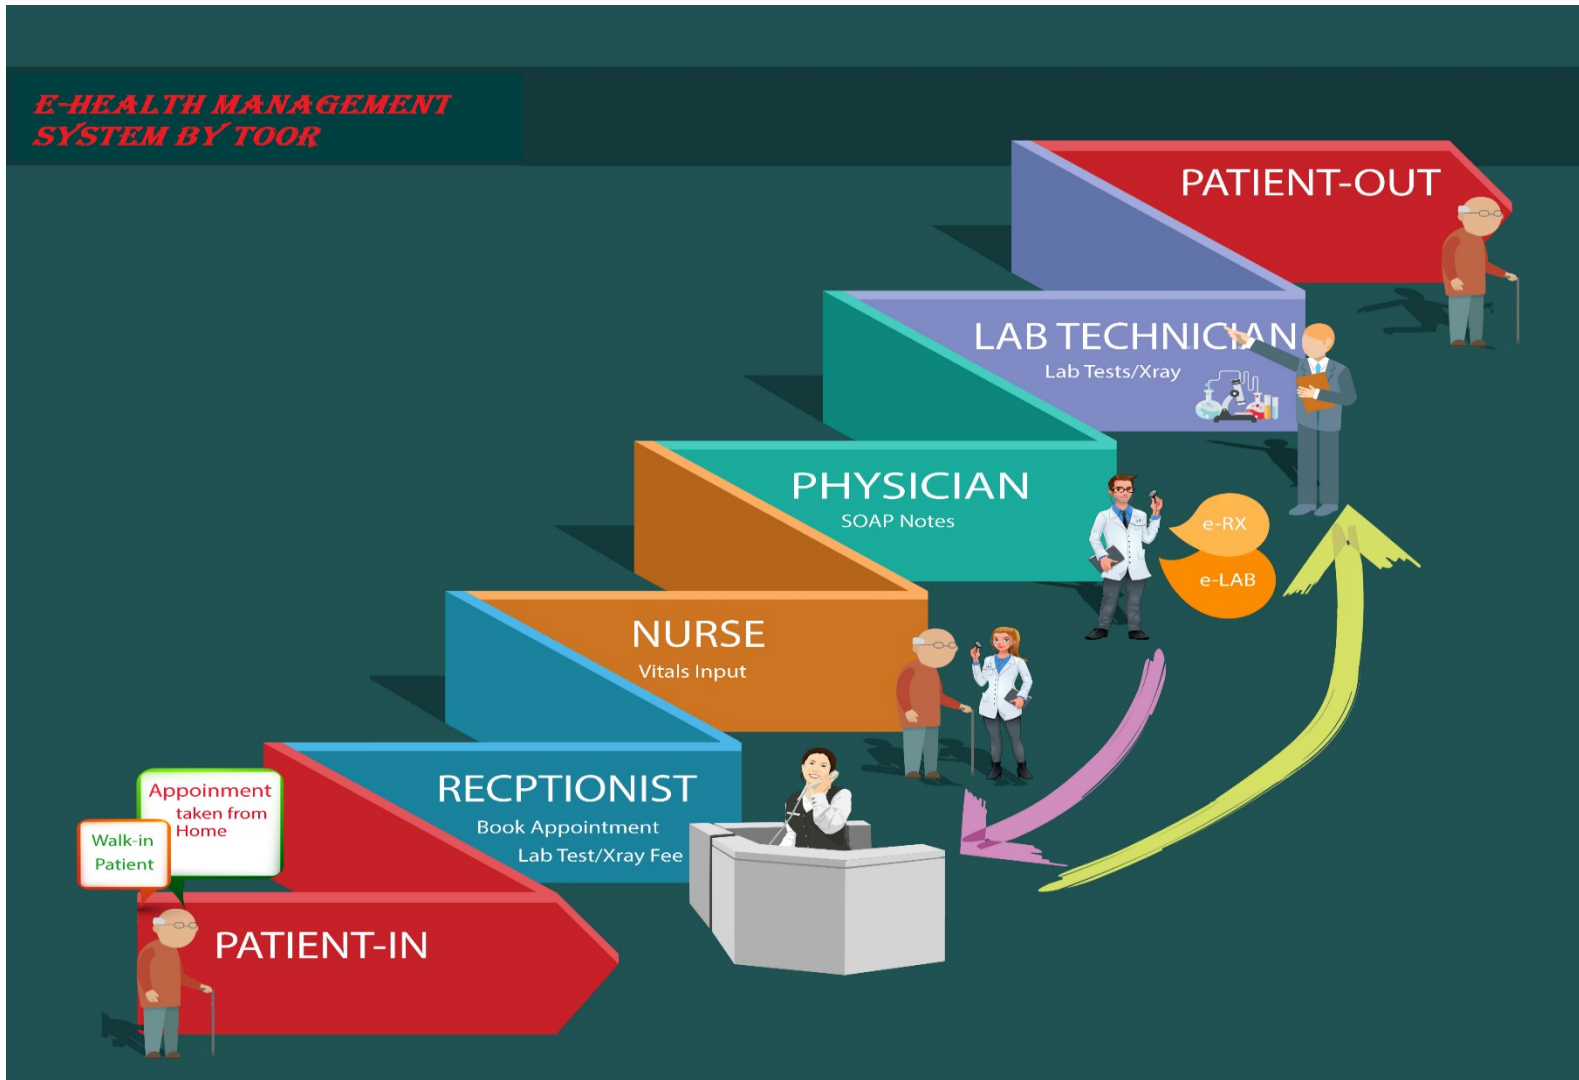 E-HEALTH MANAGEMENT
SYSTEM BY TOOR
PATIENT-OUT
LAB TECHNICIAN
Lab Tests/Xray
PHYSICIAN
SOAP Notes
e-RX
e-LAB
NURSE
Vitals Input
RECPTIONIST
Book Appointment
Lab Test/Xray Fee
Appoinment
taken from
Home
Walk-in
Patient
PATIENT-IN